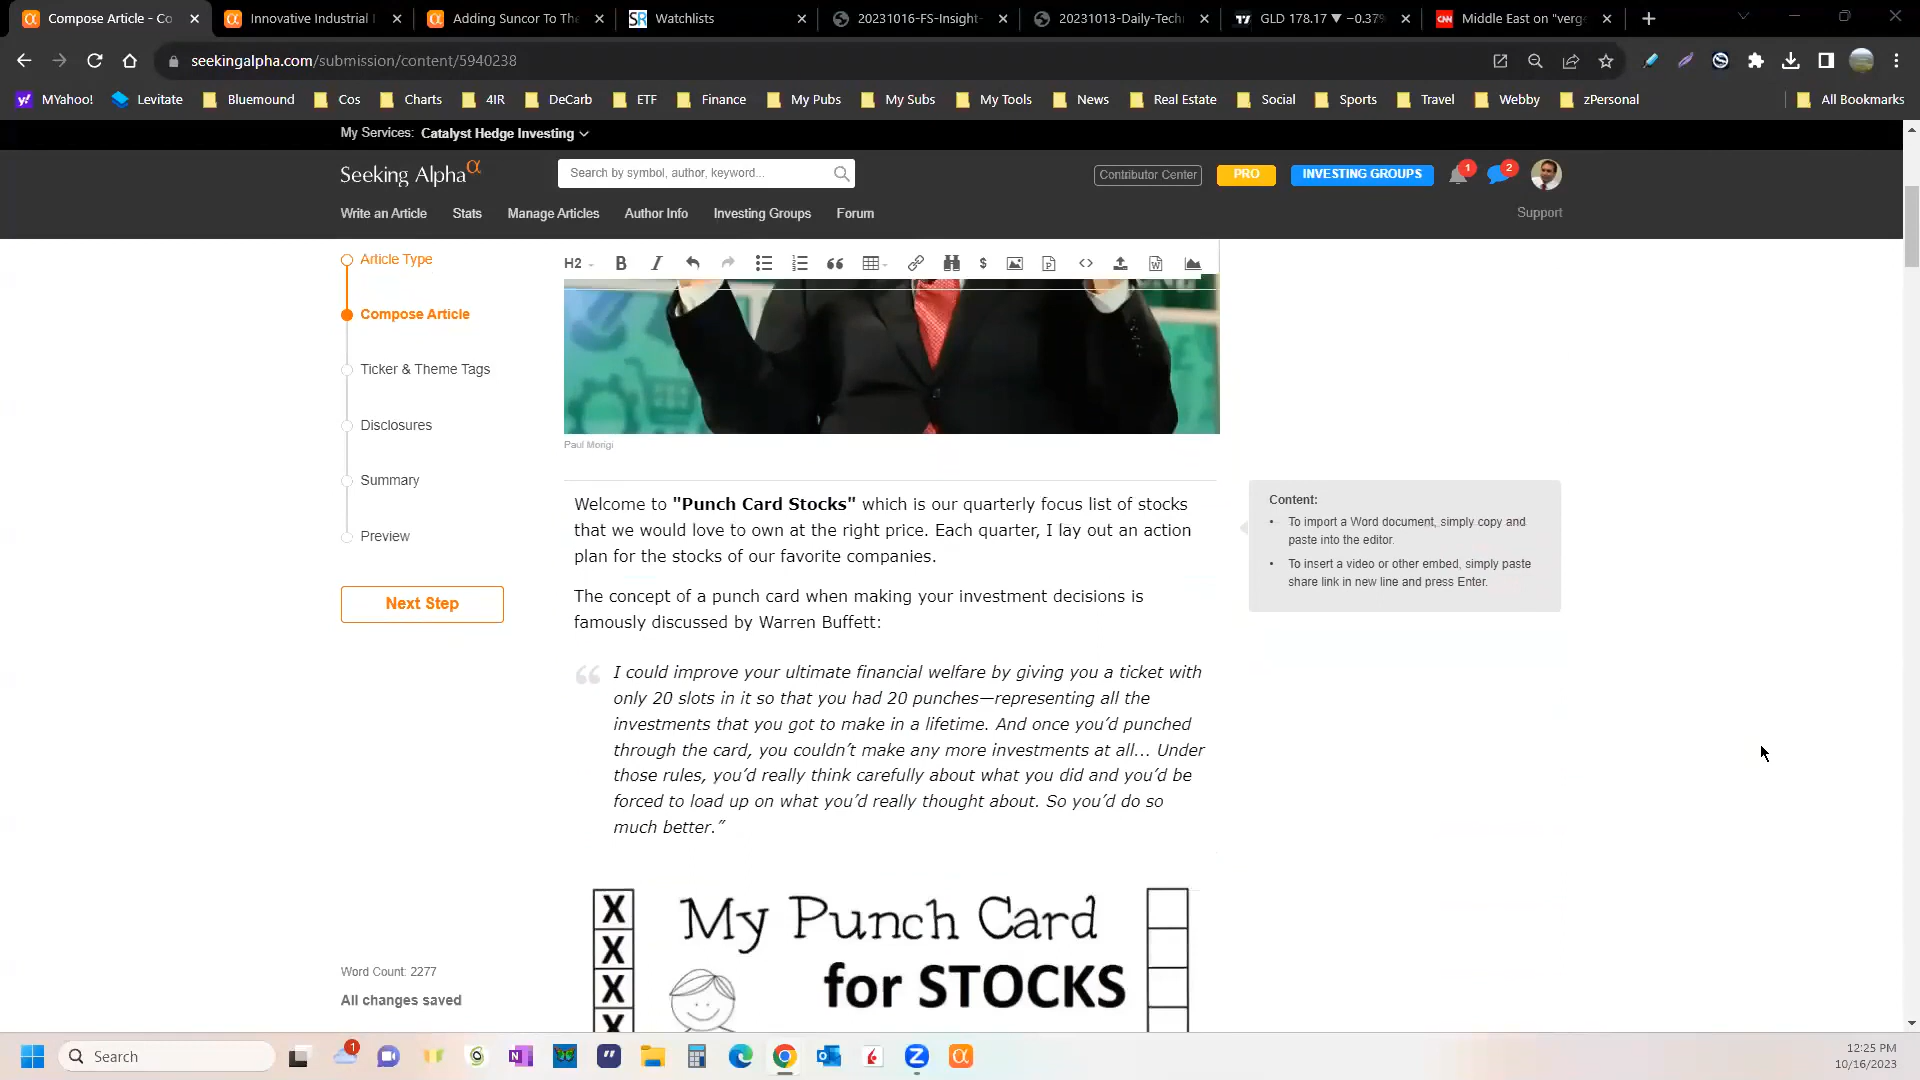 Compose Article - Co
Innovative Industrial
Adding Suncor To The
SR Watchlists
20231016-FS-Insight-
20231013-Daily-Tech
GLD 178.17 ▼ −0.37%
CNN Middle East on "verg
seekingalpha.com/submission/content/5940238
MYahoo!
Levitate
Bluemound
Cos
Charts
4IR
DeCarb
ETF
Finance
My Pubs
My Subs
My Tools
News
Real Estate
Social
Sports
Travel
Webby
zPersonal
All Bookmarks
My Services: Catalyst Hedge Investing
Seeking Alpha α
Search by symbol, author, keyword...
Contributor Center
PRO
INVESTING GROUPS
1
2
Write an Article
Stats
Manage Articles
Author Info
Investing Groups
Forum
Support
Article Type
Compose Article
Ticker & Theme Tags
Disclosures
Summary
Preview
Next Step
H2 B I
Paul Morigi
Welcome to "Punch Card Stocks" which is our quarterly focus list of stocks
that we would love to own at the right price. Each quarter, I lay out an action
plan for the stocks of our favorite companies.
The concept of a punch card when making your investment decisions is
famously discussed by Warren Buffett:
I could improve your ultimate financial welfare by giving you a ticket with
only 20 slots in it so that you had 20 punches—representing all the
investments that you got to make in a lifetime. And once you’d punched
through the card, you couldn’t make any more investments at all… Under
those rules, you’d really think carefully about what you did and you’d be
forced to load up on what you’d really thought about. So you’d do so
much better.”
Content:
• To import a Word document, simply copy and
paste into the editor.
• To insert a video or other embed, simply paste
share link in new line and press Enter.
X
X
X
X
My Punch Card
for STOCKS
Word Count: 2277
All changes saved
Search
1
12:25 PM
10/16/2023